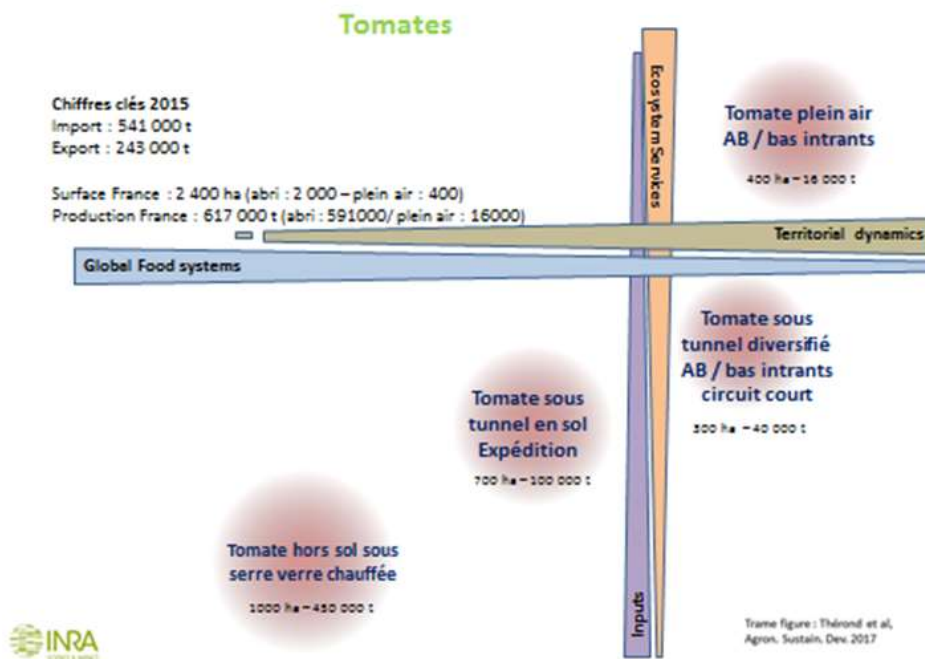 Tomates
Chiffres clés 2015
Import : 541 000 t
Export : 243 000 t
Surface France : 2 400 ha (abri : 2 000 – plein air : 400)
Production France : 617 000 t (abri : 591000/ plein air : 16000)
Ecosystem Services
Tomate plein air
AB / bas intrants
400 ha – 16 000 t
Territorial dynamics
Global Food systems
Tomate sous
tunnel diversifié
AB / bas intrants
circuit court
300 ha – 40 000 t
Tomate sous
tunnel en sol
Expédition
700 ha – 100 000 t
Tomate hors sol sous
serre verre chauffée
1000 ha – 450 000 t
Inputs
Trame figure : Thérond et al,
Agron. Sustain. Dev. 2017
INRA
SCIENCE & IMPACT